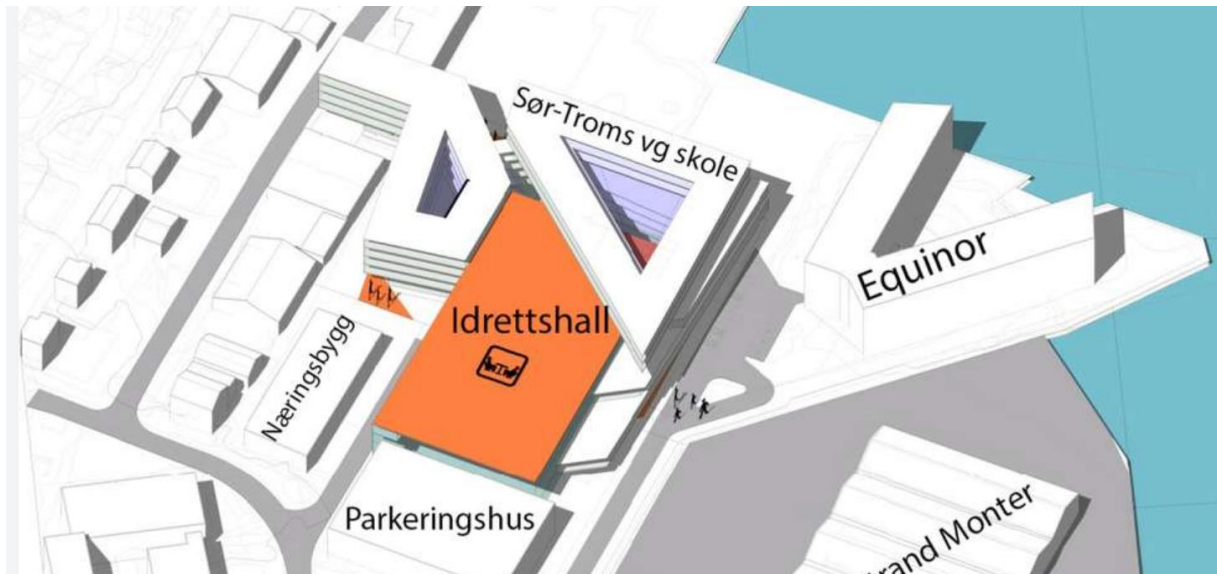 Sør-Troms vg skole
Equinor
Idrettshall
Næringsbygg
Parkeringshus
rand Monter